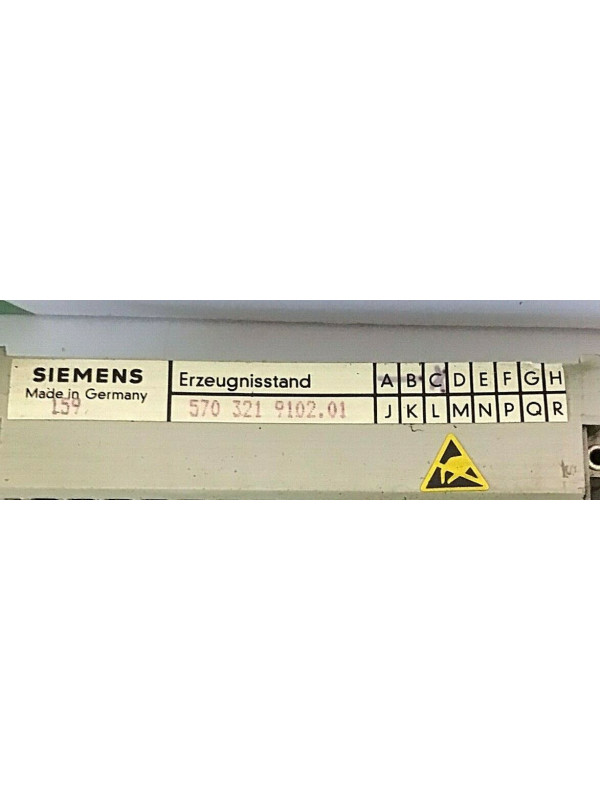 SIEMENS
Made in Germany
159
Erzeugnisstand
570 321 9102.01
A B C D E F G H
J K L M N P Q R